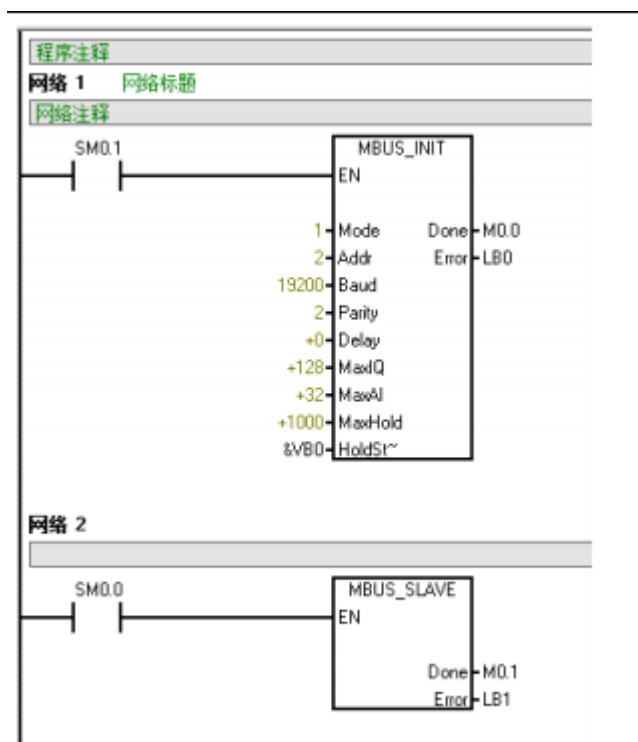 程序注释
网络 1 网络标题
网络注释
SM0.1 MBUS_INIT
EN
1 Mode Done M0.0
2 Addr Error LB0
19200 Baud
2 Parity
+0 Delay
+128 MaxIQ
+32 MaxAI
+1000 MaxHold
&VB0 HoldSt~
网络 2
SM0.0 MBUS_SLAVE
EN
Done M0.1
Error LB1